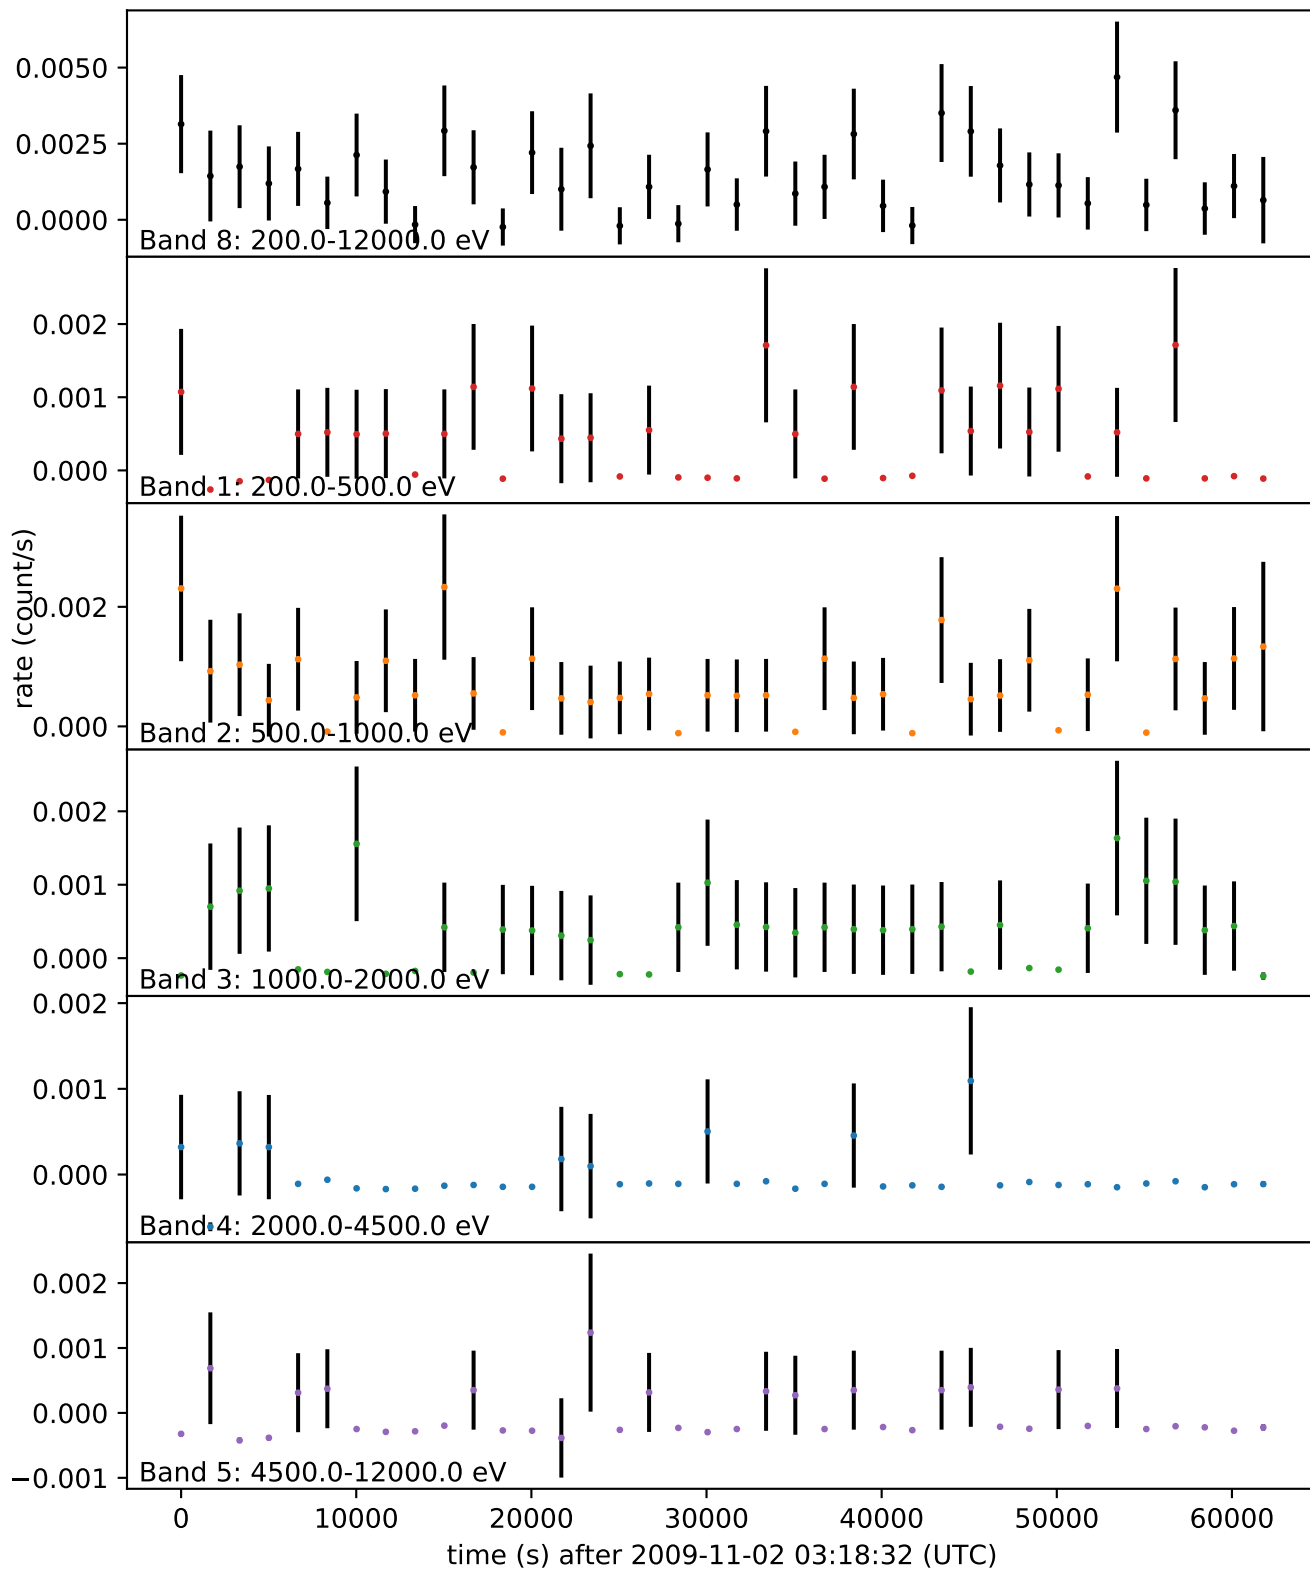 0.0050
0.0025
0.0000
Band 8: 200.0-12000.0 eV
0.002
0.001
0.000
Band 1: 200.0-500.0 eV
rate (count/s)
0.002
0.000
Band 2: 500.0-1000.0 eV
0.002
0.001
0.000
Band 3: 1000.0-2000.0 eV
0.002
0.001
0.000
Band 4: 2000.0-4500.0 eV
0.002
0.001
0.000
−0.001
Band 5: 4500.0-12000.0 eV
0 10000 20000 30000 40000 50000 60000
time (s) after 2009-11-02 03:18:32 (UTC)